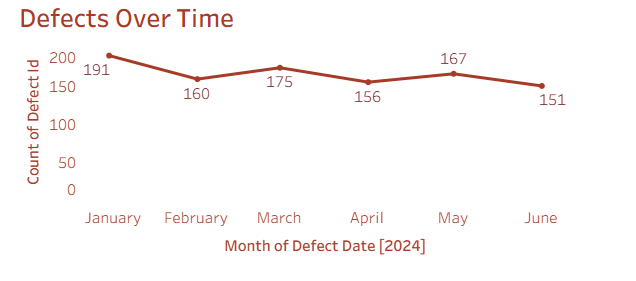 Defects Over Time
Count of Defect Id
200
150
100
50
0
191
160
175
156
167
151
January February March April May June
Month of Defect Date [2024]